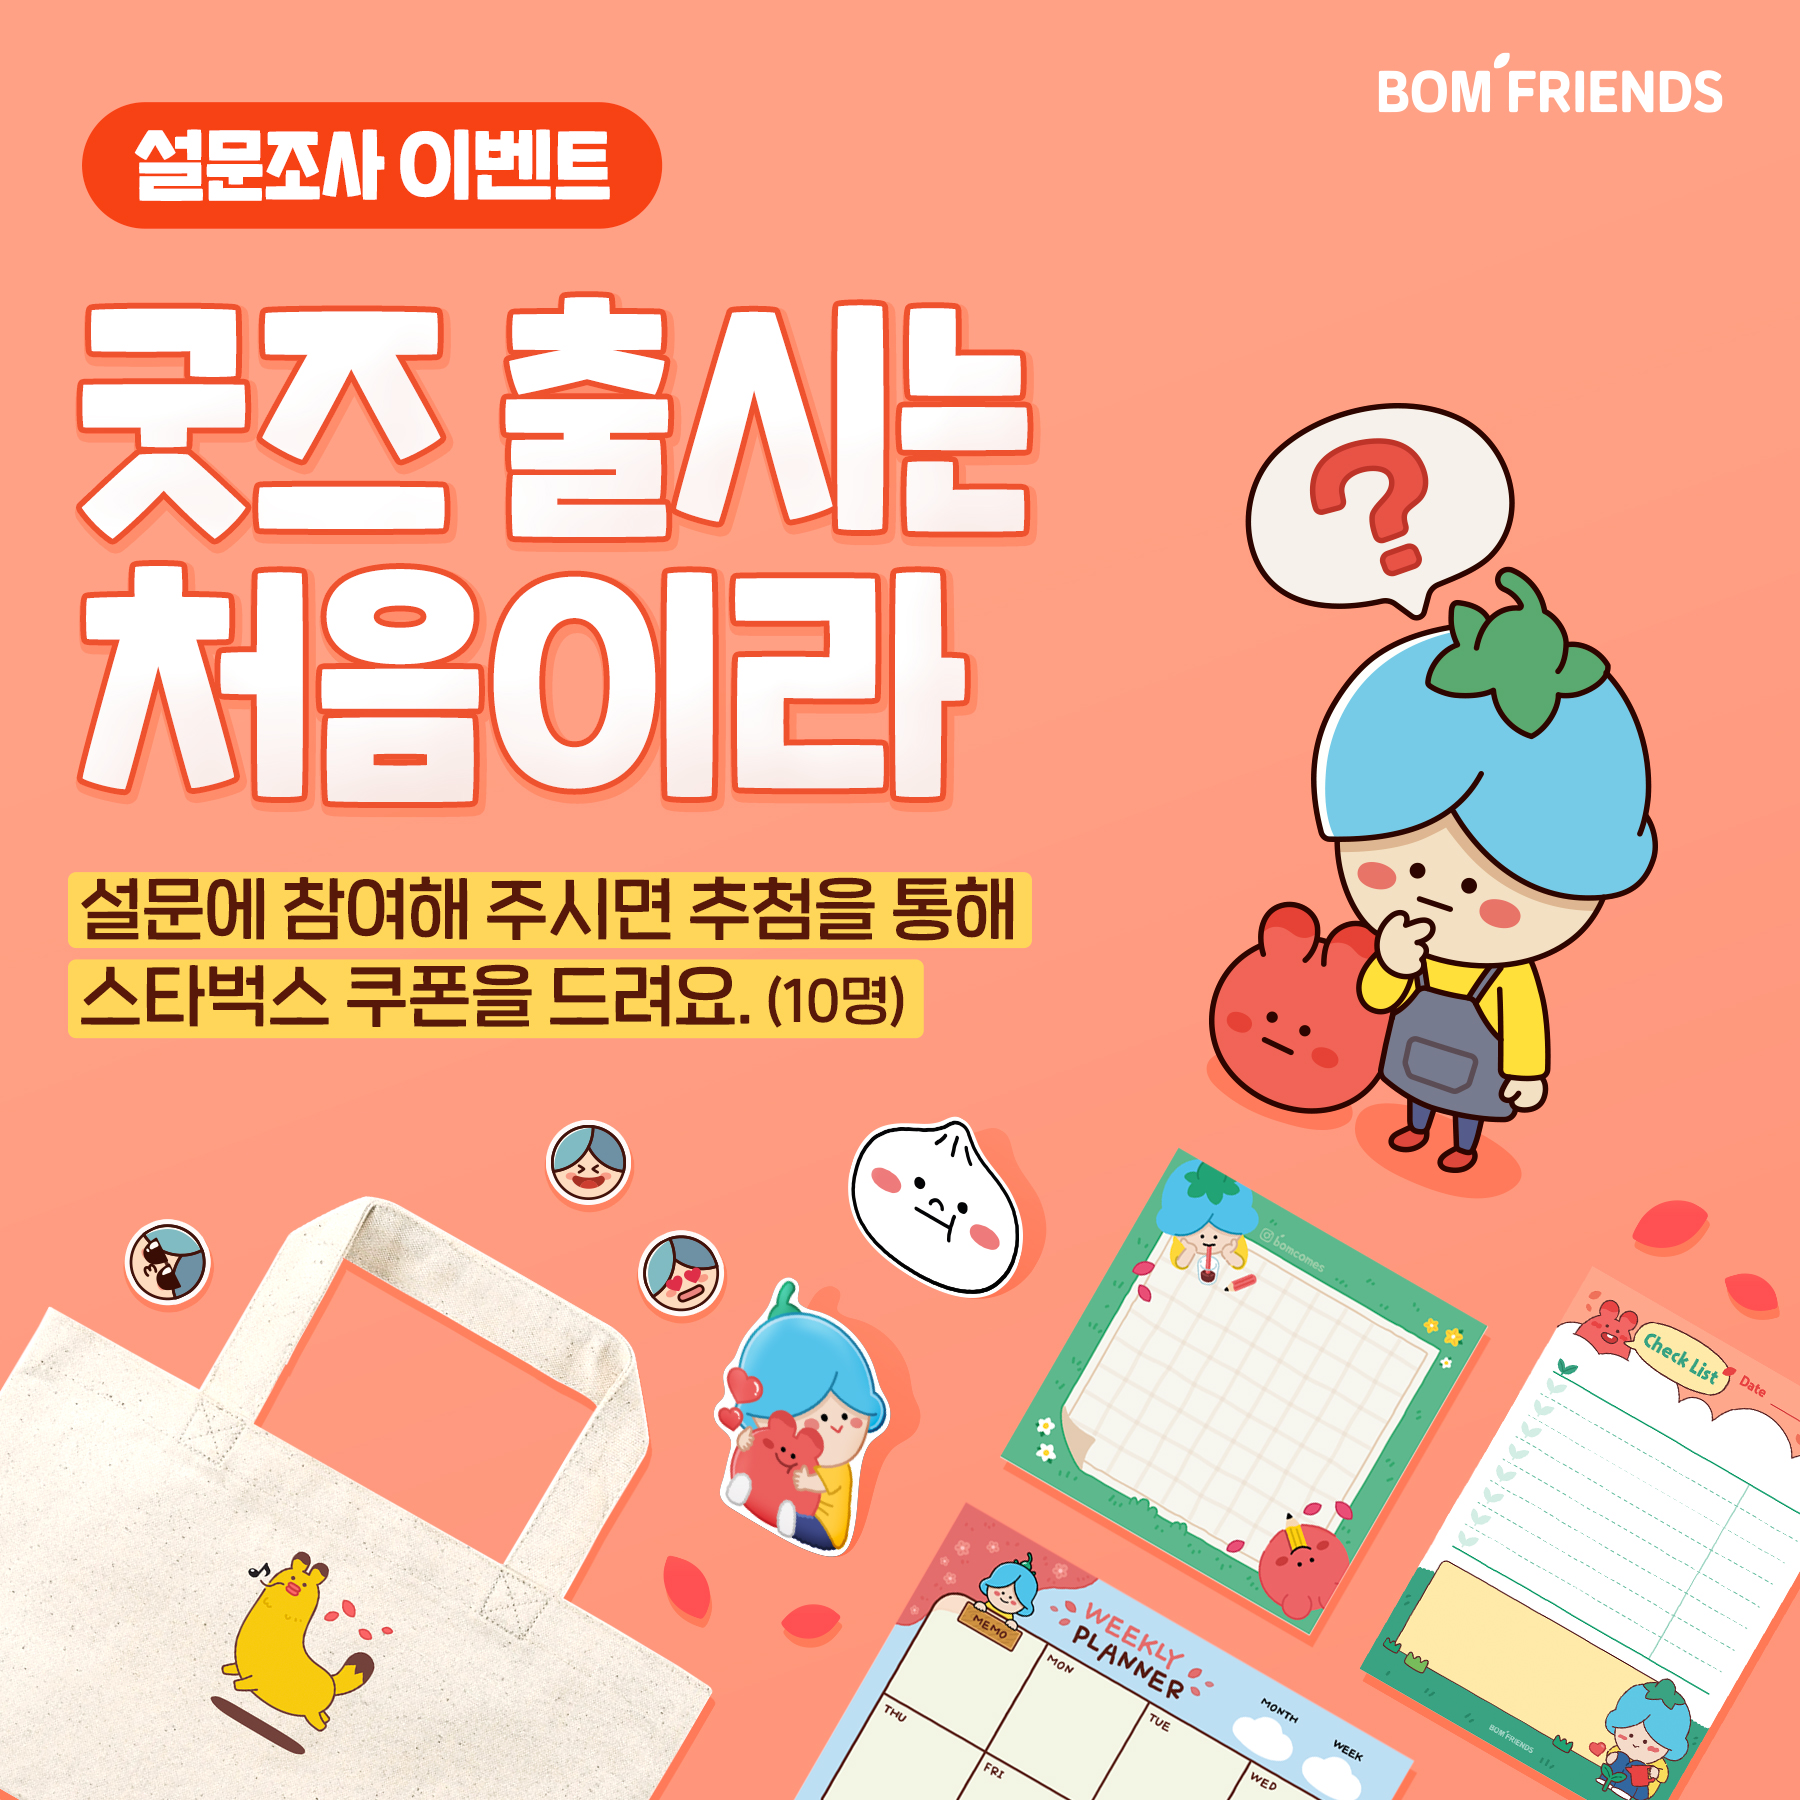 BOM FRIENDS
설문조사 이벤트
굿즈 출시는
처음이라
설문에 참여해 주시면 추첨을 통해
스타벅스 쿠폰을 드려요. (10명)
bomcomes
Check List
Date
MEMO
WEEKLY
PLANNER
MONTH
WEEK
MON
TUE
WED
THU
FRI
BOM FRIENDS